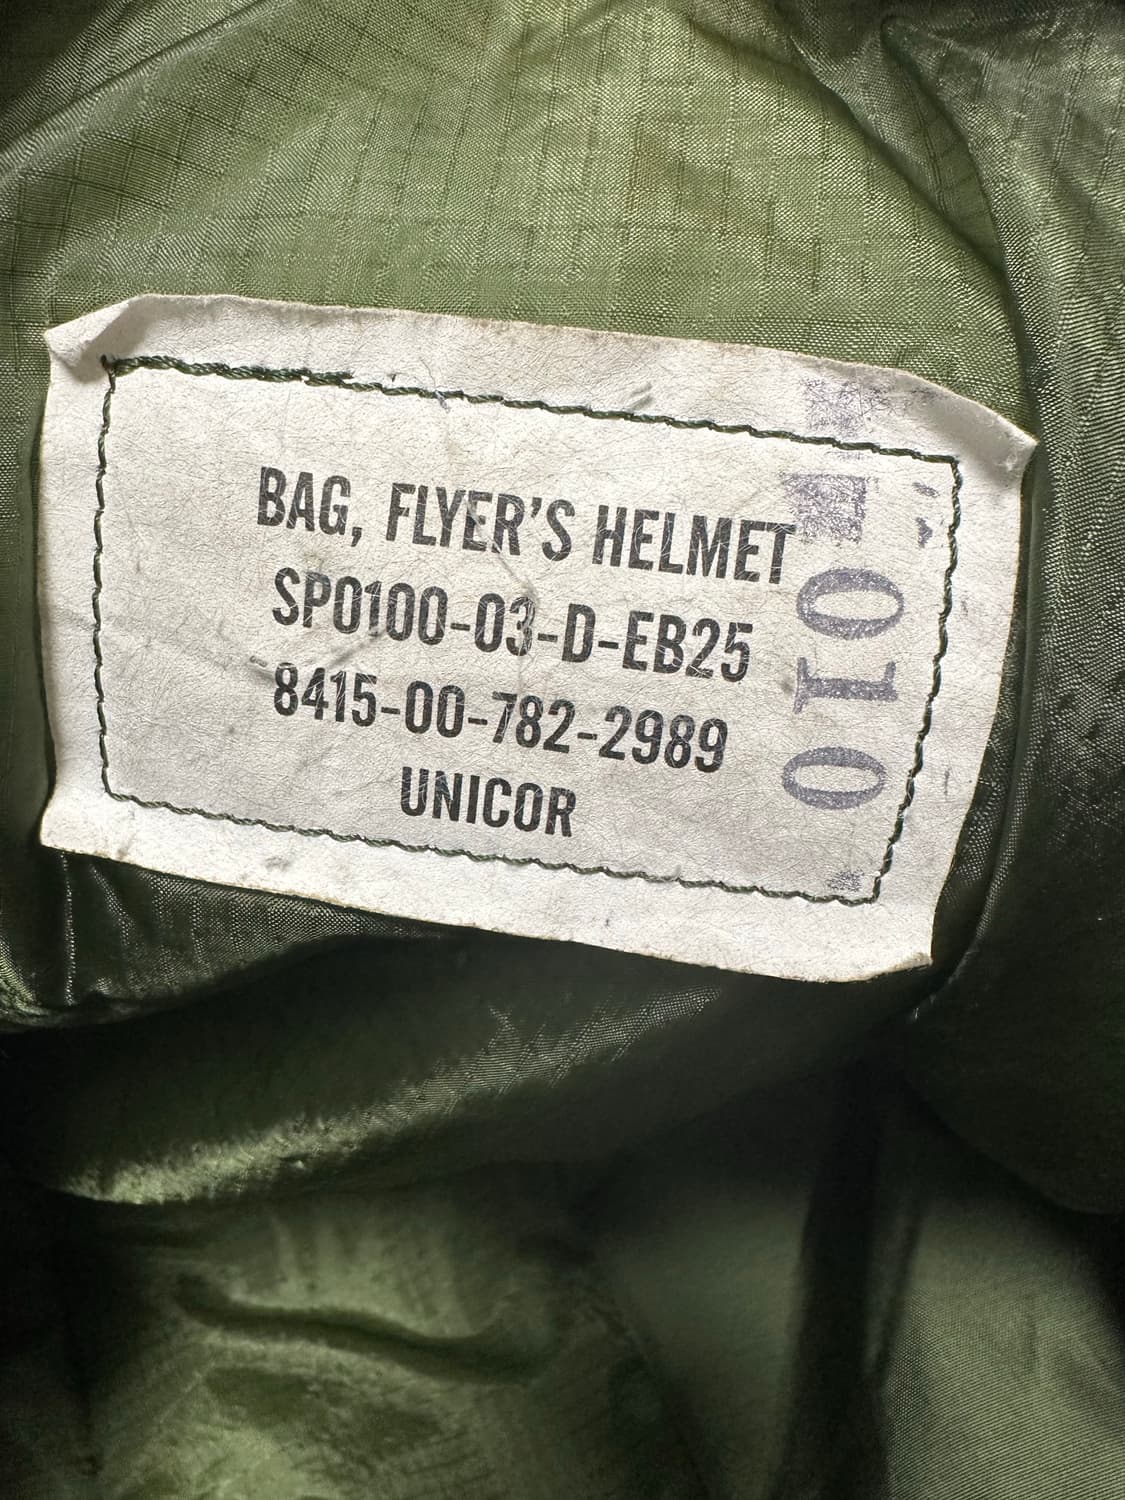 BAG, FLYER'S HELMET
SP0100-03-D-EB25
8415-00-782-2989
UNICOR
010